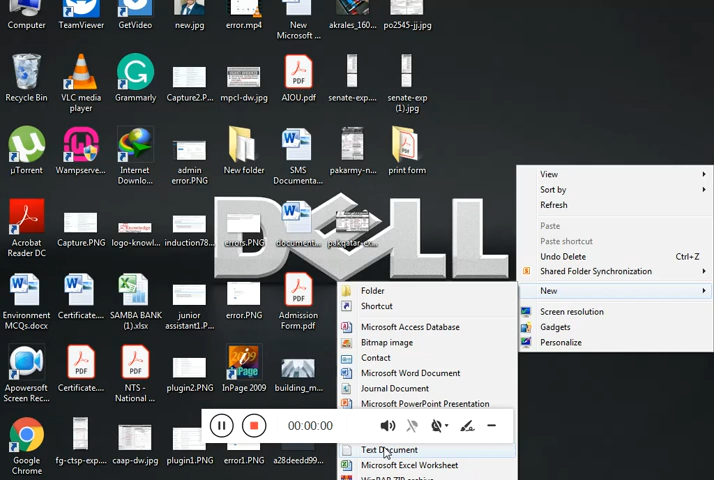 Computer
TeamViewer
GetVideo
new.jpg
error.mp4
New
Microsoft ...
akrales_160...
po2545-jj.jpg
Recycle Bin
VLC media
player
Grammarly
Capture2.P...
mpcl-dw.jpg
AIOU.pdf
senate-exp....
senate-exp
(1).jpg
µTorrent
Wampserve...
Internet
Downlo...
admin
error.PNG
New folder
SMS
Documenta...
pakarmy-n...
print form
Acrobat
Reader DC
Capture.PNG
logo-knowl...
induction78...
errors.PNG
document...
pakqatar-ex...
DELL
Environment
MCQs.docx
Certificate....
SAMBA BANK
(1).xlsx
junior
assistant1.P...
error.PNG
Admission
Form.pdf
Apowersoft
Screen Rec...
Certificate....
NTS -
National ...
plugin2.PNG
2009
InPage 2009
building_m...
Google
Chrome
fg-ctsp-exp....
caap-dw.jpg
plugin1.PNG
error1.PNG
a28deedd99...
View
Sort by
Refresh
Paste
Paste shortcut
Undo Delete Ctrl+Z
Shared Folder Synchronization
New
Screen resolution
Gadgets
Personalize
Folder
Shortcut
Microsoft Access Database
Bitmap image
Contact
Microsoft Word Document
Journal Document
Microsoft PowerPoint Presentation
00:00:00
Text Document
Microsoft Excel Worksheet
WinRAR ZIP archive